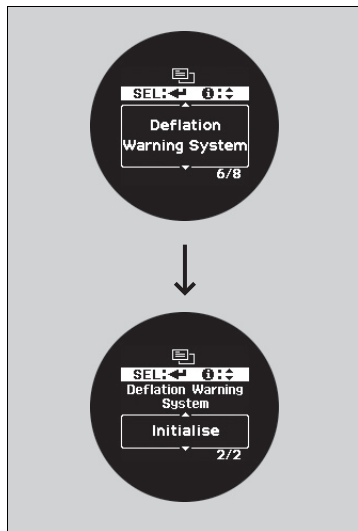 SEL:↵ i:↕
Deflation
Warning System
6/8
SEL:↵ i:↕
Deflation Warning
System
Initialise
2/2